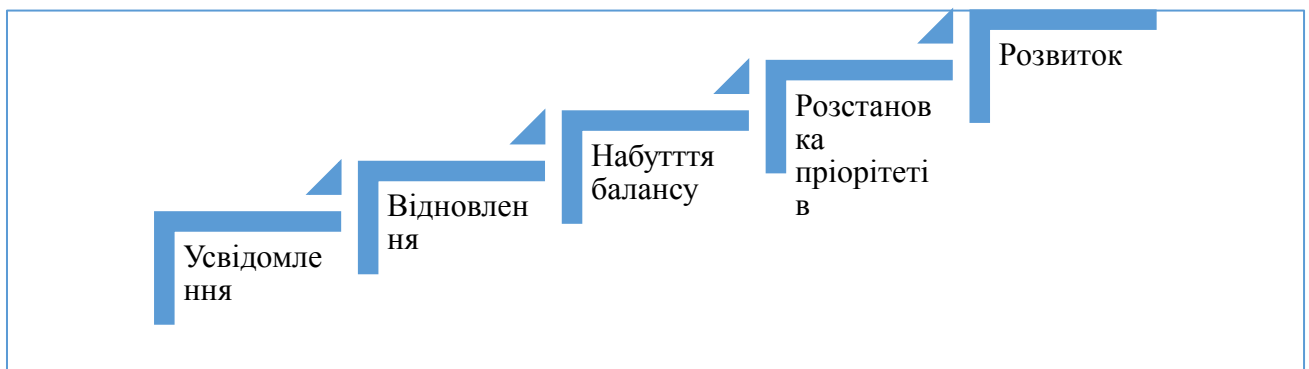 Усвідомле
ння
Відновлен
ня
Набутття
балансу
Розстанов
ка
пріорітеті
в
Розвиток